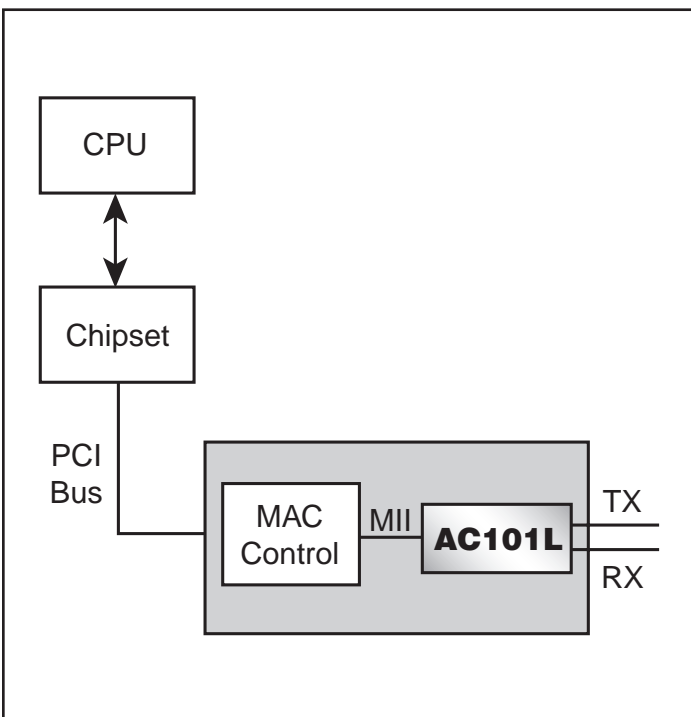 CPU
Chipset
PCI
Bus
MAC
Control
MII
AC101L
TX
RX